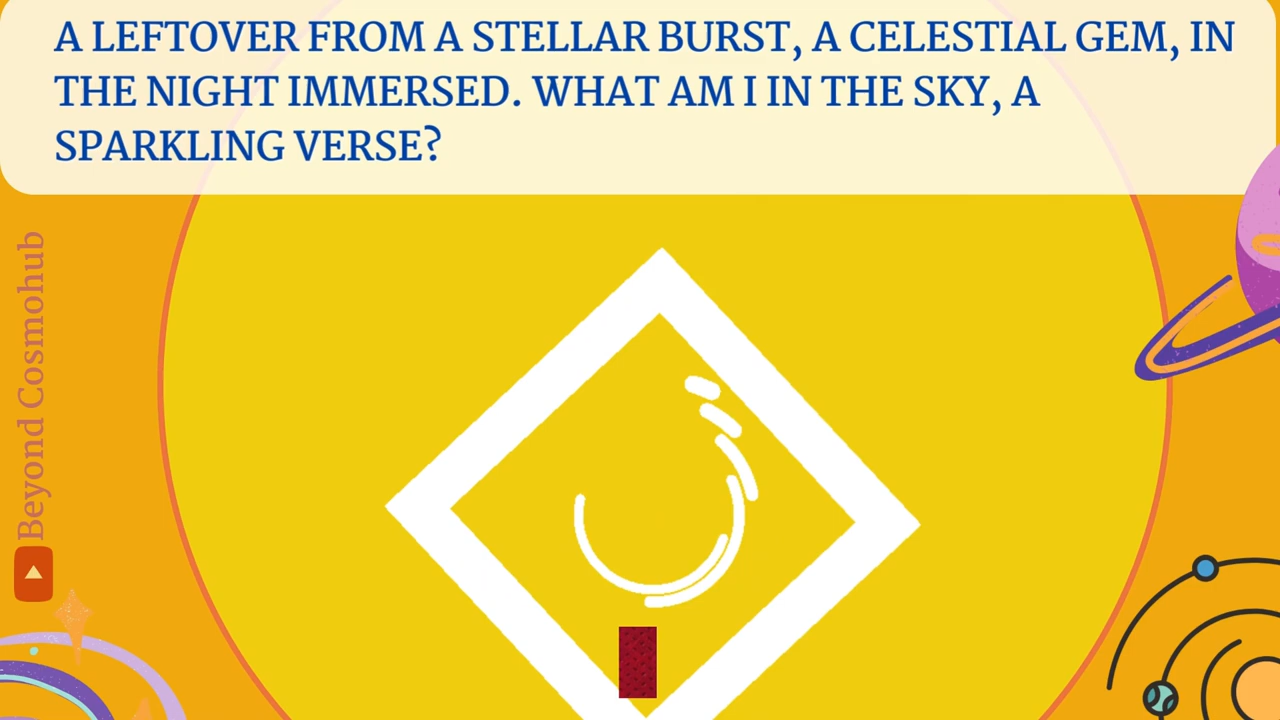 A LEFTOVER FROM A STELLAR BURST, A CELESTIAL GEM, IN
THE NIGHT IMMERSED. WHAT AM I IN THE SKY, A
SPARKLING VERSE?
Beyond Cosmohub